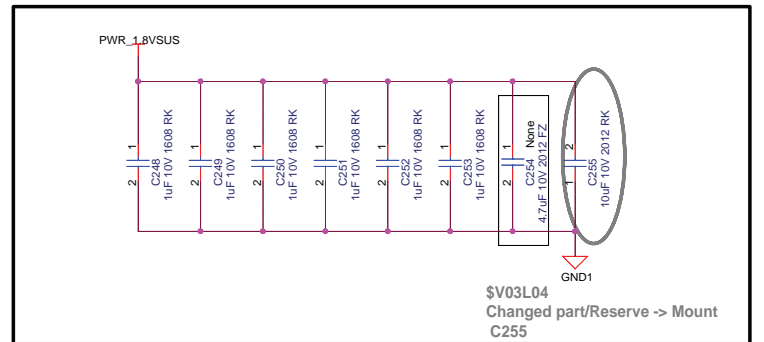 PWR_1.8VSUS
1
2
C248
1uF 10V 1608 RK
1
2
C249
1uF 10V 1608 RK
1
2
C250
1uF 10V 1608 RK
1
2
C251
1uF 10V 1608 RK
1
2
C252
1uF 10V 1608 RK
1
2
C253
1uF 10V 1608 RK
1
2
C254
None
4.7uF 10V 2012 FZ
2
1
C255
10uF 10V 2012 RK
GND1
$V03L04
Changed part/Reserve -> Mount
C255